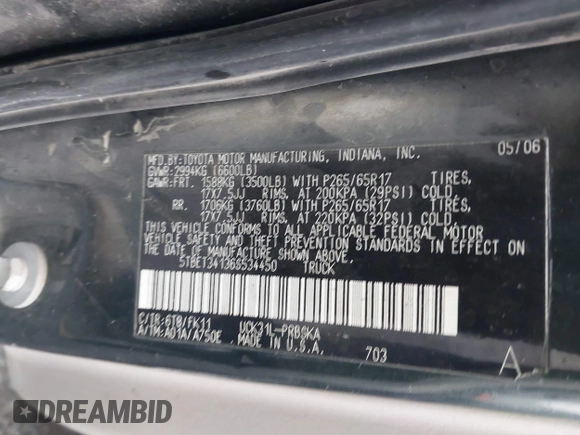 MFD.BY:TOYOTA MOTOR MANUFACTURING, INDIANA, INC. 05/06
GVWR:2994KG (6600LB)
GAWR:FRT. 1588KG (3500LB) WITH P265/65R17 TIRES,
17X7.5JJ RIMS, AT 200KPA (29PSI) COLD
RR. 1706KG (3760LB) WITH P265/65R17 TIRES,
17X7.5JJ RIMS, AT 220KPA (32PSI) COLD.
THIS VEHICLE CONFORMS TO ALL APPLICABLE FEDERAL MOTOR
VEHICLE SAFETY AND THEFT PREVENTION STANDARDS IN EFFECT ON
THE DATE OF MANUFACTURE SHOWN ABOVE.
5TBET34136S534450 TRUCK
C/TR:6T8/FK11 UCK31L-PRBSKA
A/TM:A01A/A750E MADE IN U.S.A. 703 A
DREAMBID